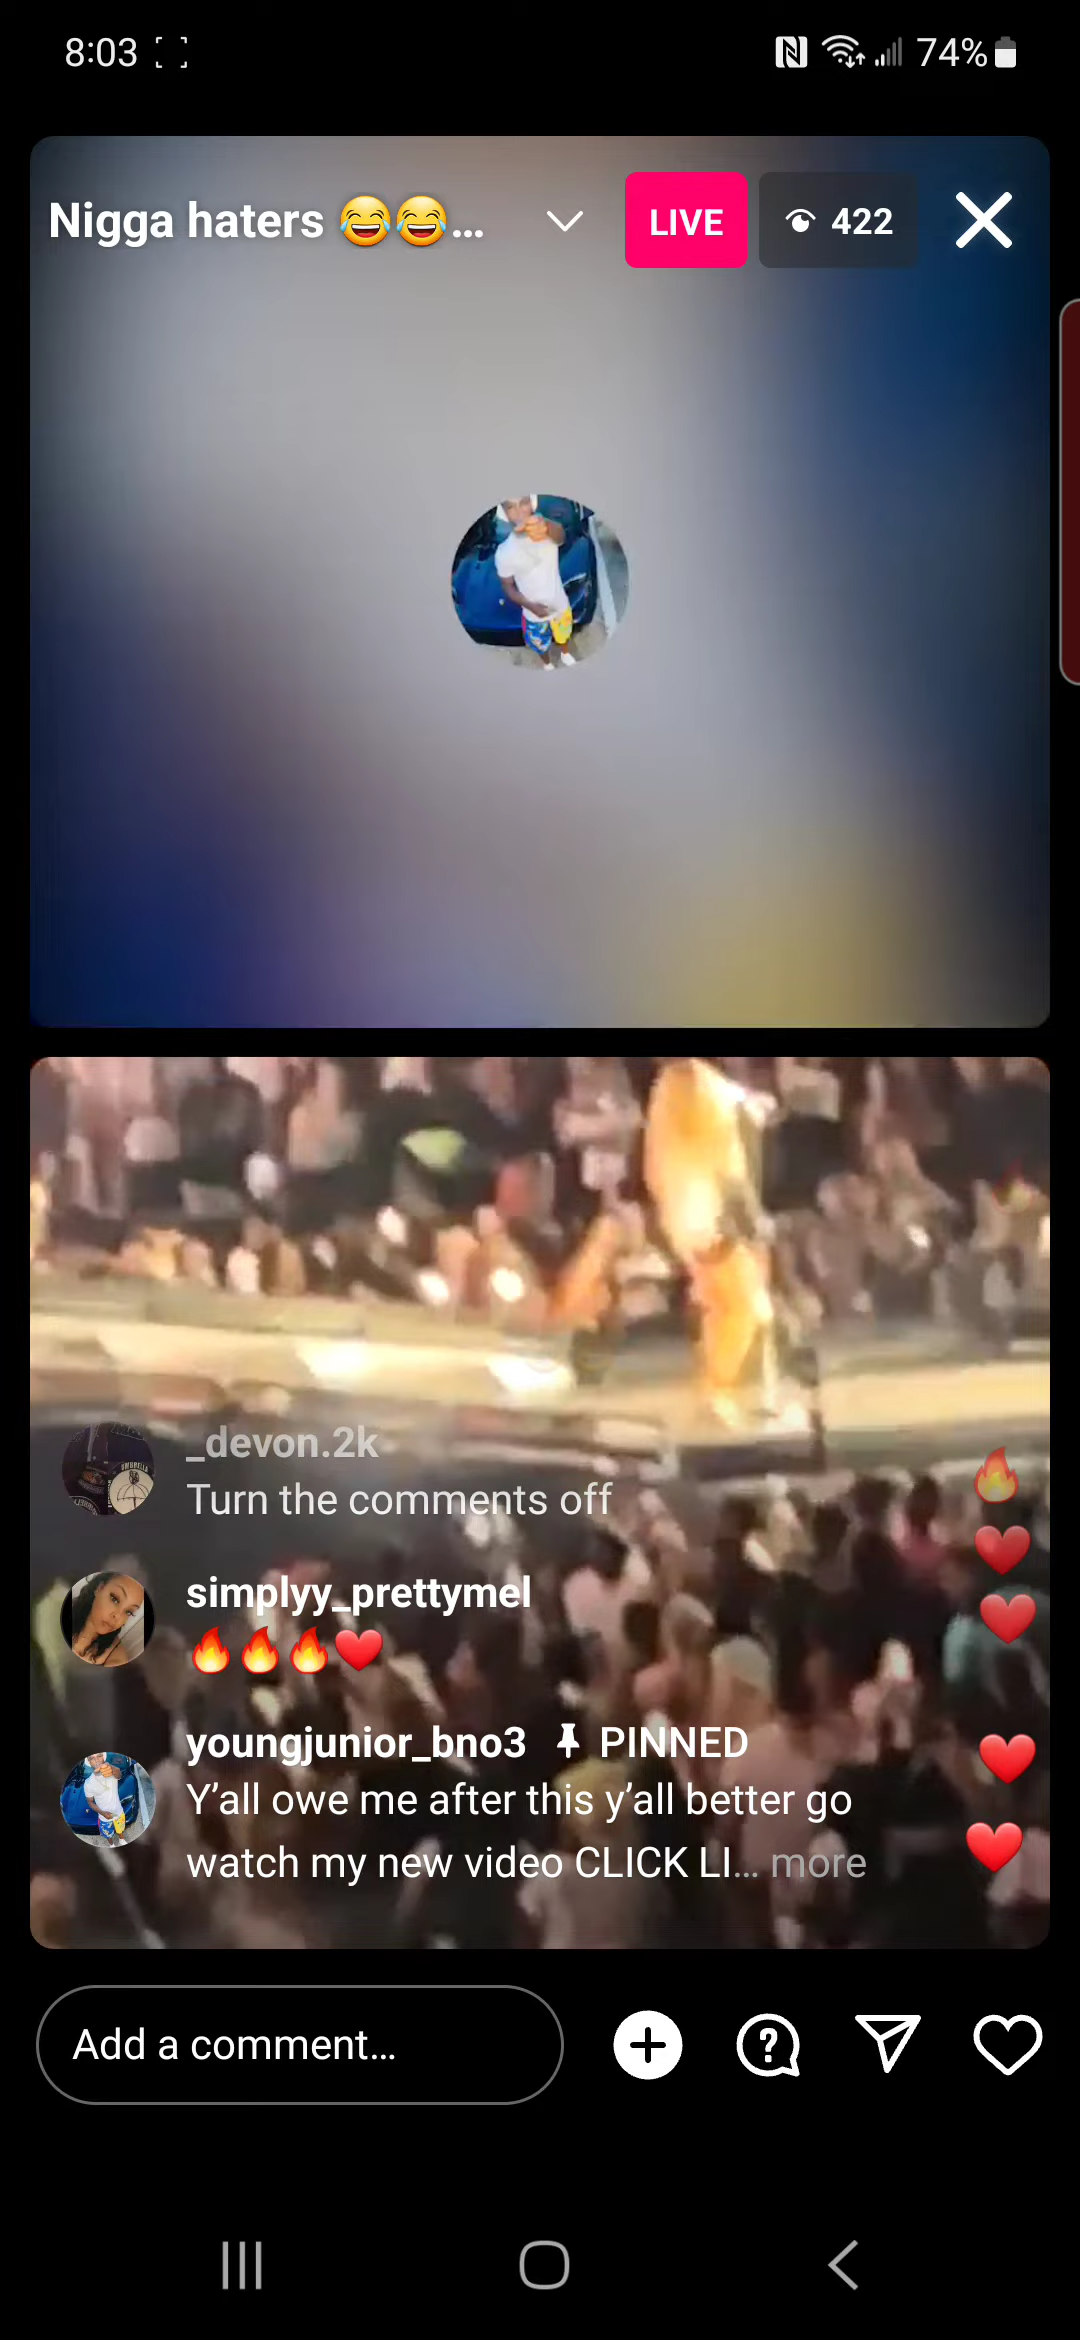 8:03
74%
Nigga haters 😂😂...
LIVE
422
_devon.2k
Turn the comments off
simplyy_prettymel
🔥🔥🔥❤️
youngjunior_bno3 PINNED
Y’all owe me after this y’all better go
watch my new video CLICK LI... more
Add a comment...